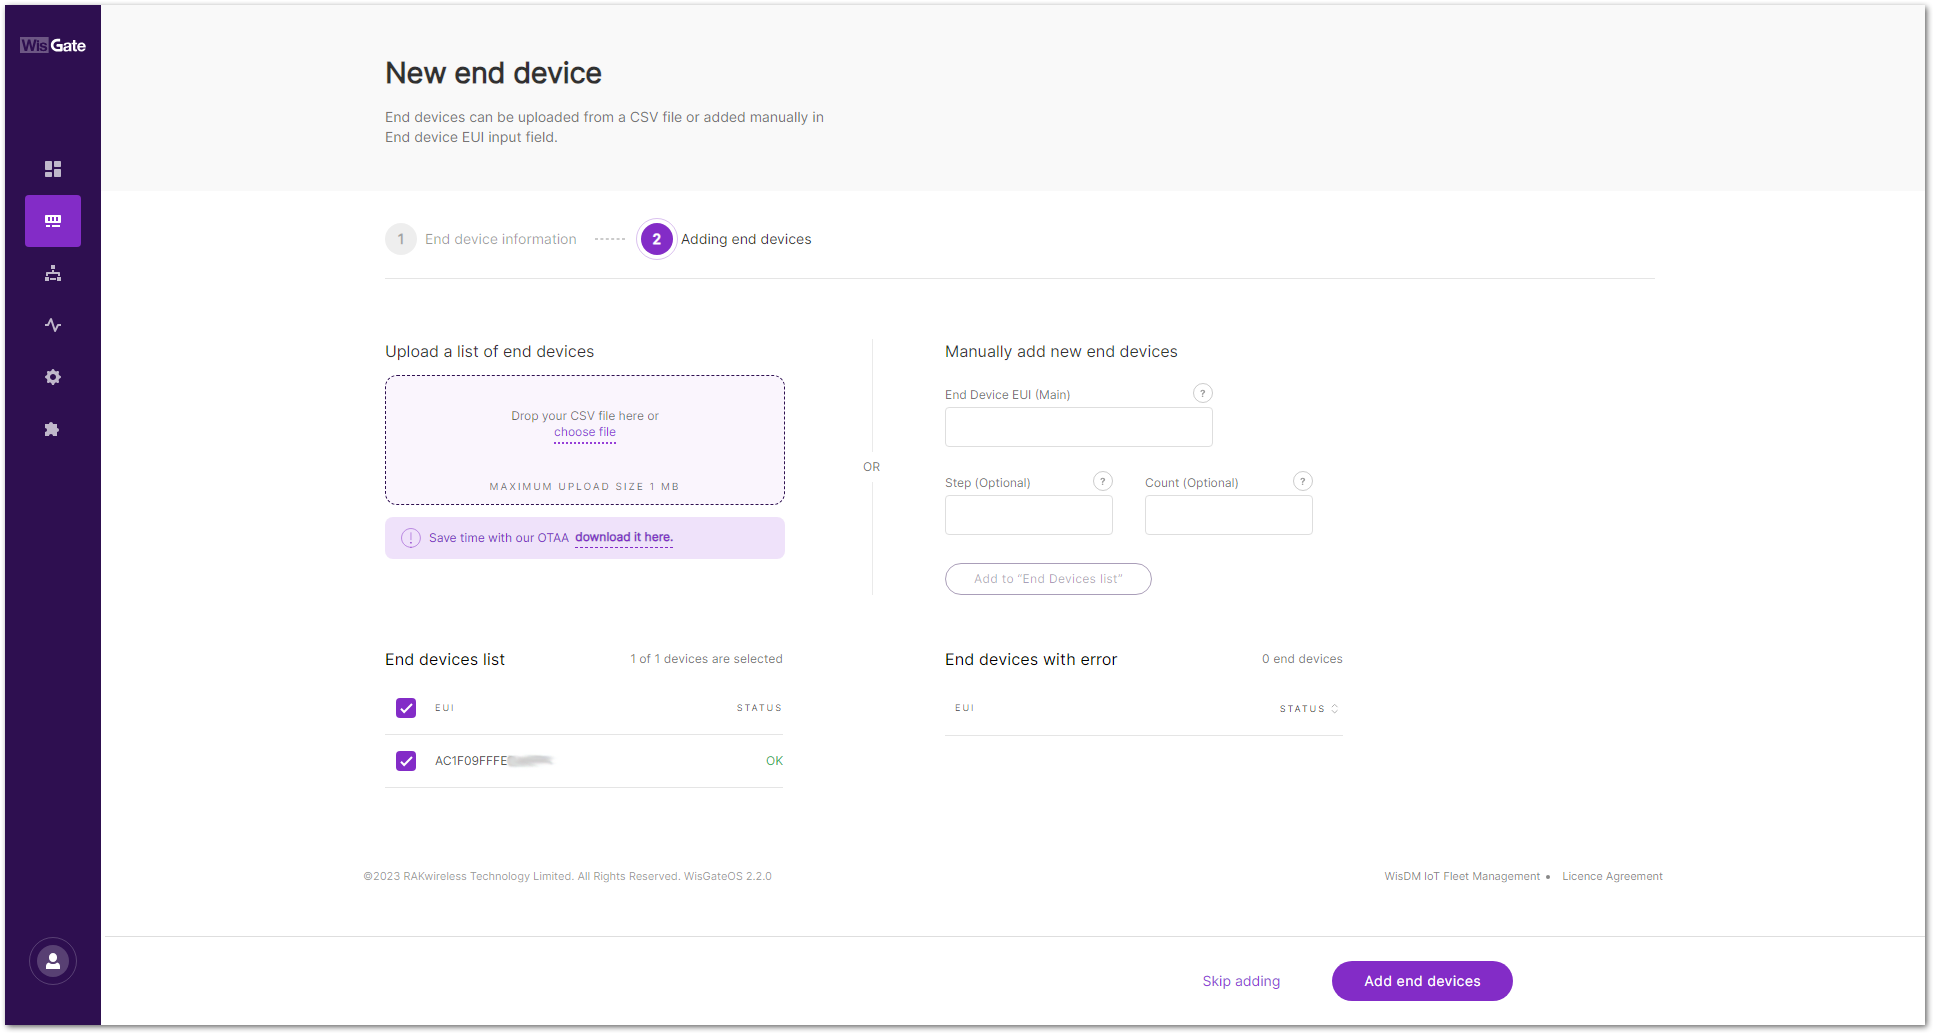 WisGate
New end device
End devices can be uploaded from a CSV file or added manually in
End device EUI input field.
1 End device information
2 Adding end devices
Upload a list of end devices
Drop your CSV file here or
choose file
MAXIMUM UPLOAD SIZE 1 MB
! Save time with our OTAA download it here.
OR
Manually add new end devices
End Device EUI (Main) ?
Step (Optional) ? Count (Optional) ?
Add to “End Devices list”
End devices list 1 of 1 devices are selected
EUI STATUS
AC1F09FFFE OK
End devices with error 0 end devices
EUI STATUS
©2023 RAKwireless Technology Limited. All Rights Reserved. WisGateOS 2.2.0
WisDM IoT Fleet Management • Licence Agreement
Skip adding Add end devices